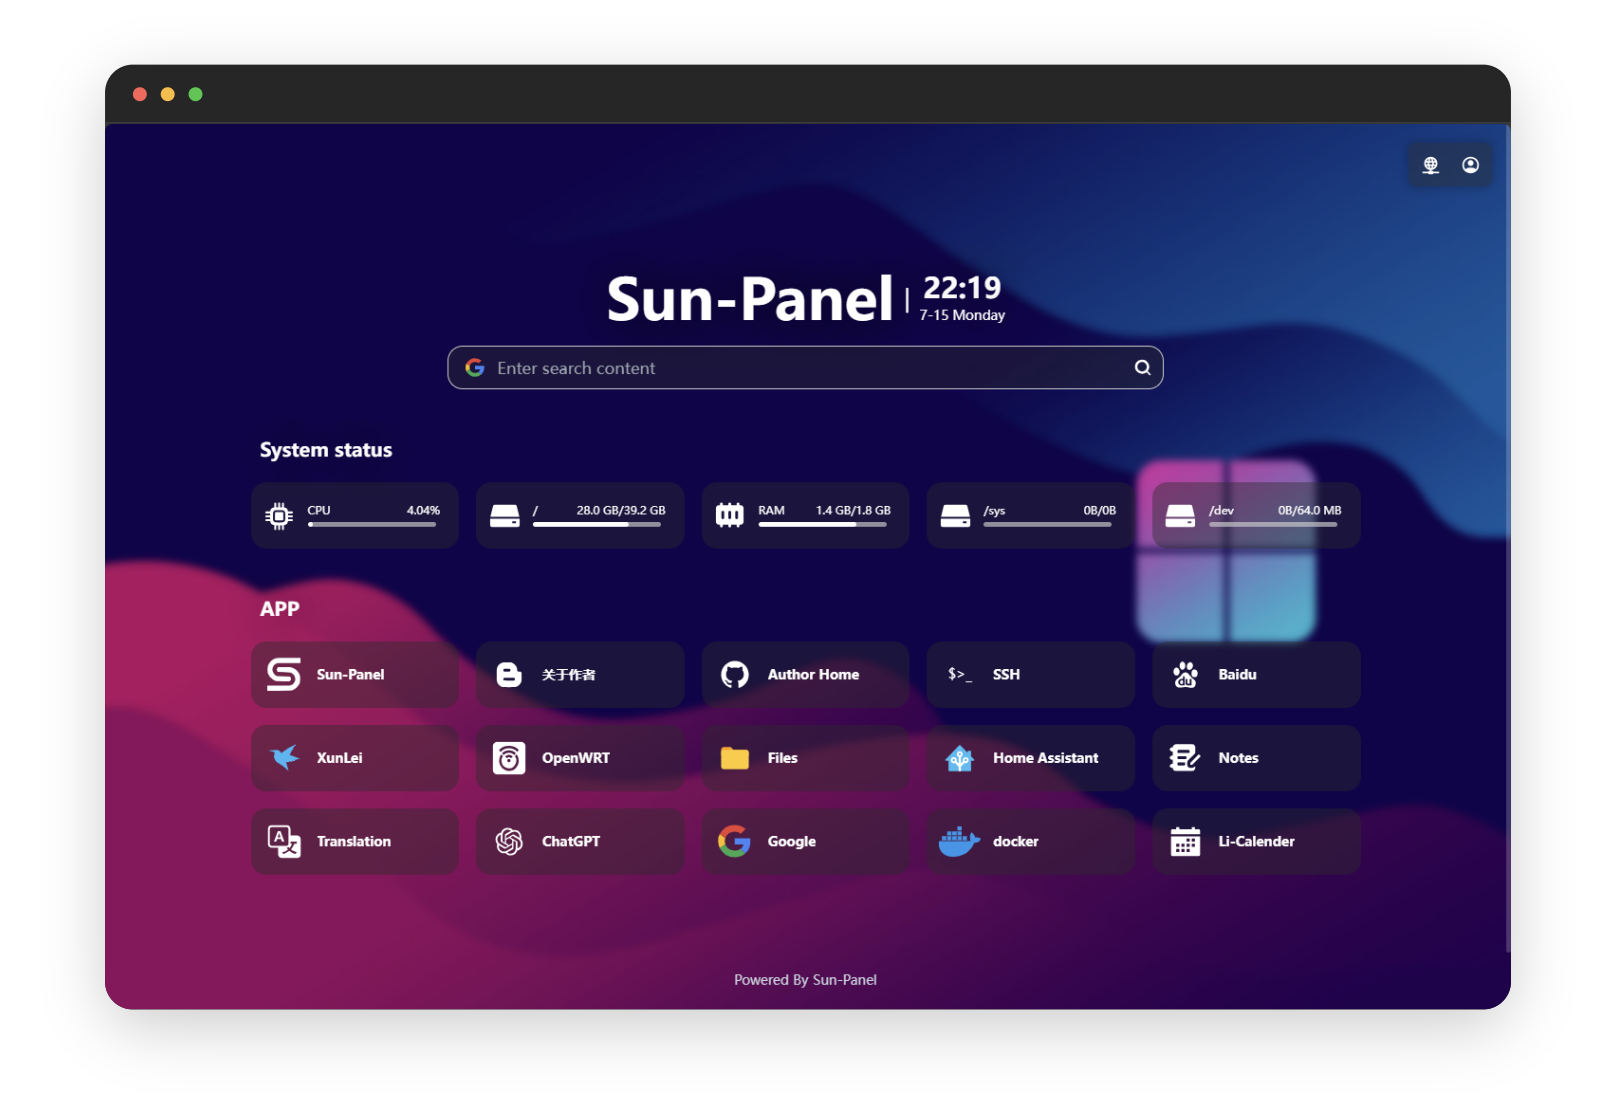 Sun-Panel
22:19
7-15 Monday
Enter search content
System status
CPU 4.04%
/ 28.0 GB/39.2 GB
RAM 1.4 GB/1.8 GB
/sys 0B/0B
/dev 0B/64.0 MB
APP
Sun-Panel
关于作者
Author Home
$>_ SSH
du Baidu
XunLei
OpenWRT
Files
Home Assistant
Notes
A 文 Translation
ChatGPT
Google
docker
Li-Calender
Powered By Sun-Panel